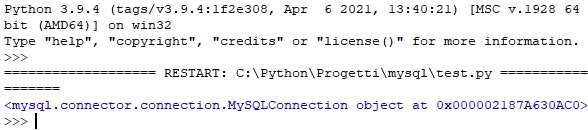 Python 3.9.4 (tags/v3.9.4:1f2e308, Apr  6 2021, 13:40:21) [MSC v.1928 64
bit (AMD64)] on win32
Type "help", "copyright", "credits" or "license()" for more information.
>>>
=================== RESTART: C:\Python\Progetti\mysql\test.py ===========
=======
<mysql.connector.connection.MySQLConnection object at 0x000002187A630AC0>
>>>